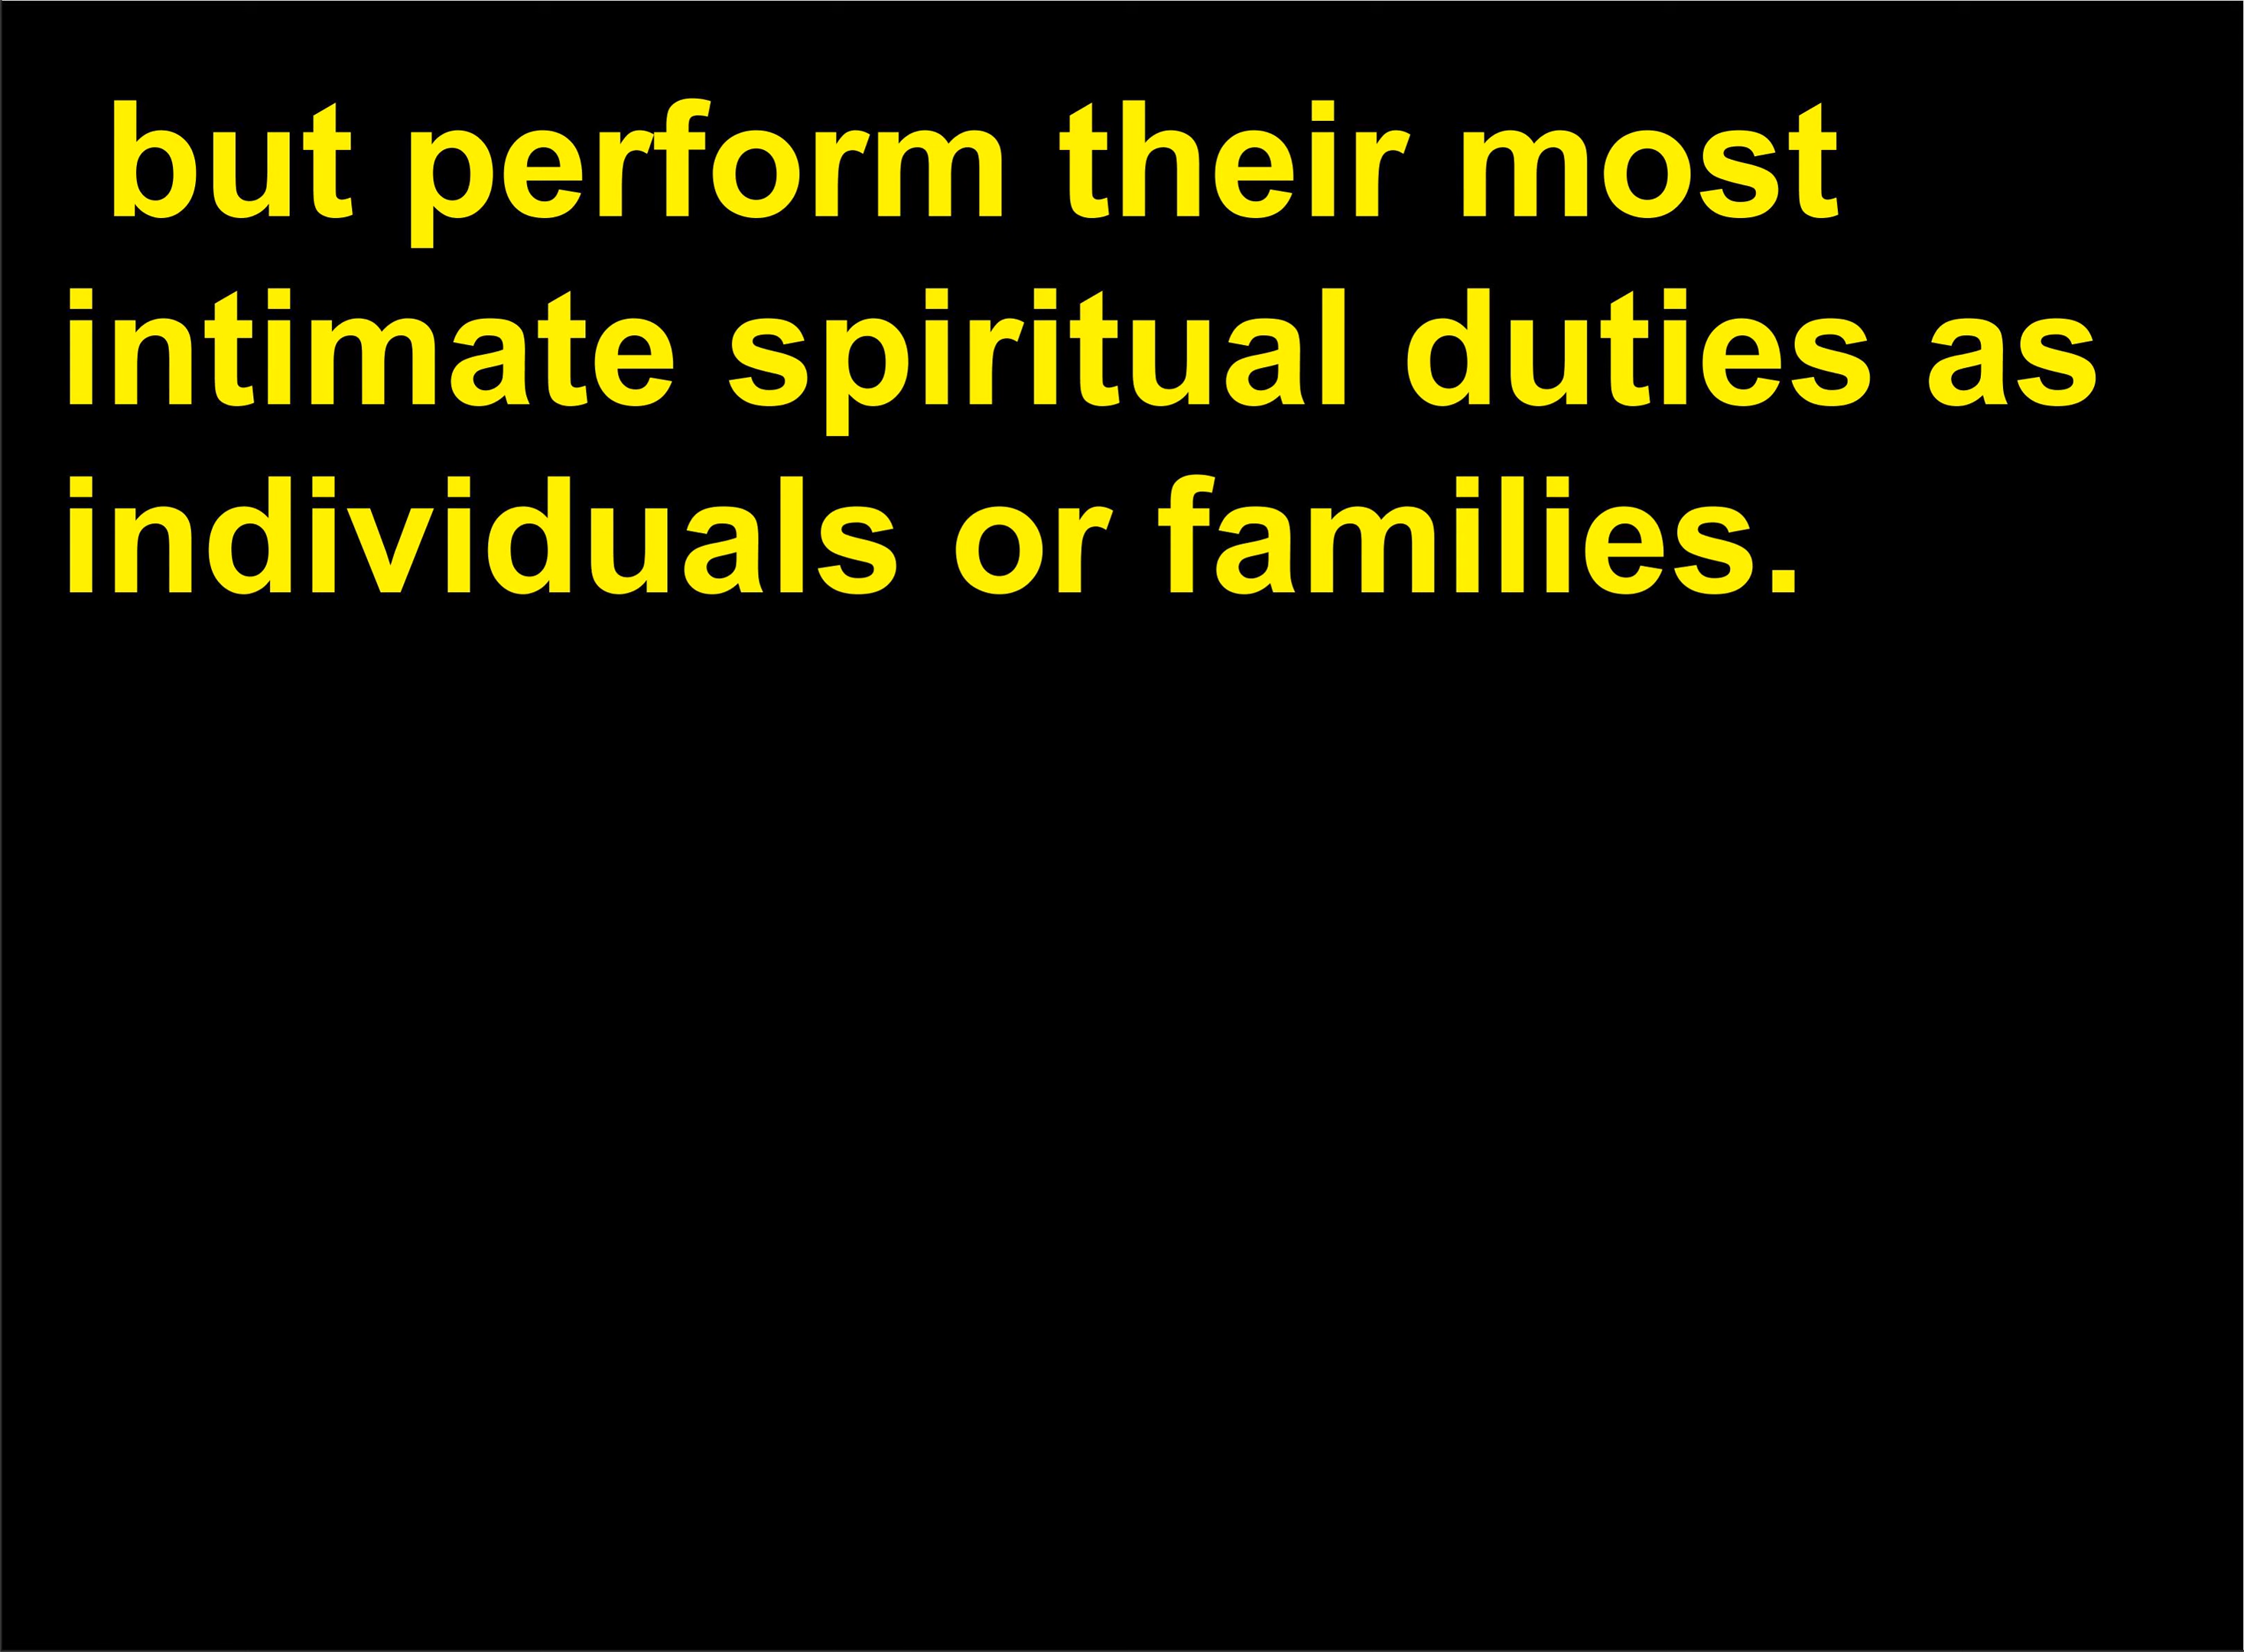 but perform their most
intimate spiritual duties as
individuals or families.